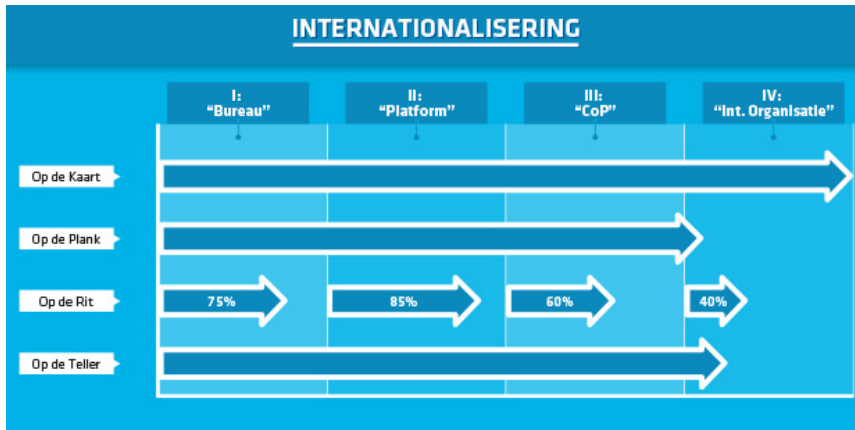 INTERNATIONALISERING
I:
"Bureau"
II:
"Platform"
III:
"CoP"
IV:
"Int. Organisatie"
Op de Kaart
Op de Plank
Op de Rit
75%
85%
60%
40%
Op de Teller